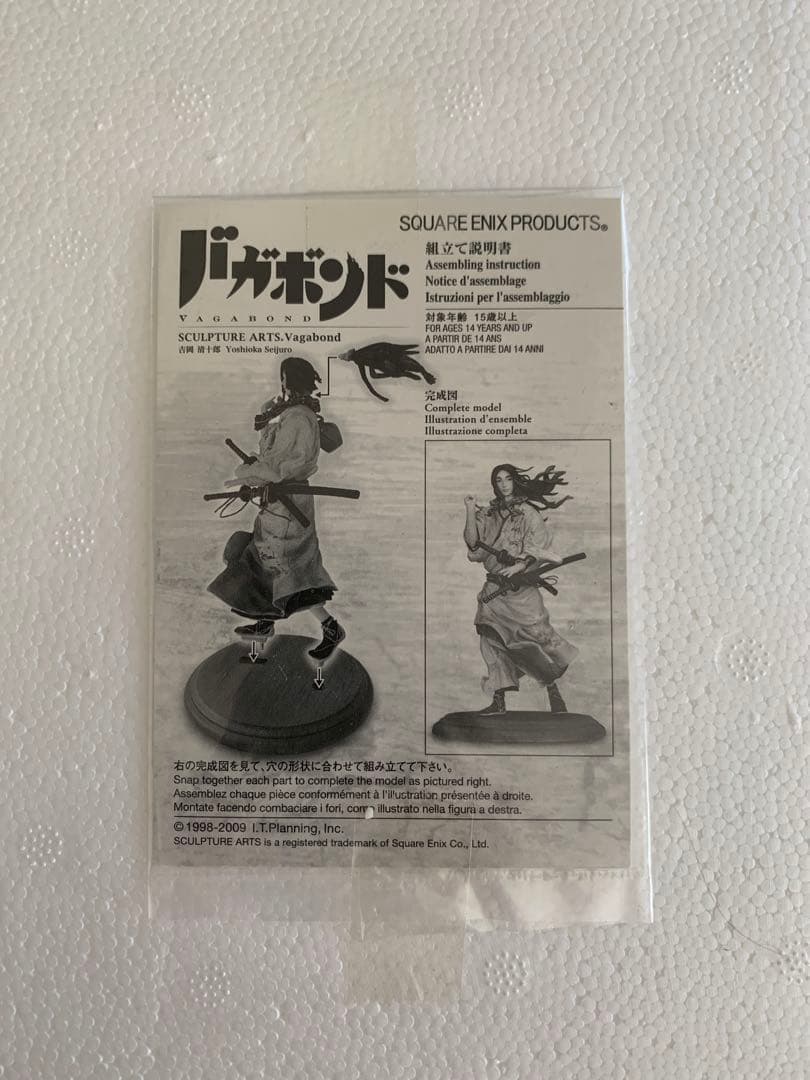 SQUARE ENIX PRODUCTS®
バガボンド
VAGABOND
SCULPTURE ARTS.Vagabond
吉岡 清十郎 Yoshioka Seijuro
組立て説明書
Assembling instruction
Notice d'assemblage
Istruzioni per l'assemblaggio
対象年齢 15歳以上
FOR AGES 14 YEARS AND UP
A PARTIR DE 14 ANS
ADATTO A PARTIRE DAI 14 ANNI
完成図
Complete model
Illustration d'ensemble
Illustrazione completa
右の完成図を見て、穴の形状に合わせて組み立てて下さい。
Snap together each part to complete the model as pictured right.
Assemblez chaque pièce conformément à l'illustration présentée à droite.
Montate facendo combaciare i fori, come illustrato nella figura a destra.
©1998-2009 I.T.Planning, Inc.
SCULPTURE ARTS is a registered trademark of Square Enix Co., Ltd.